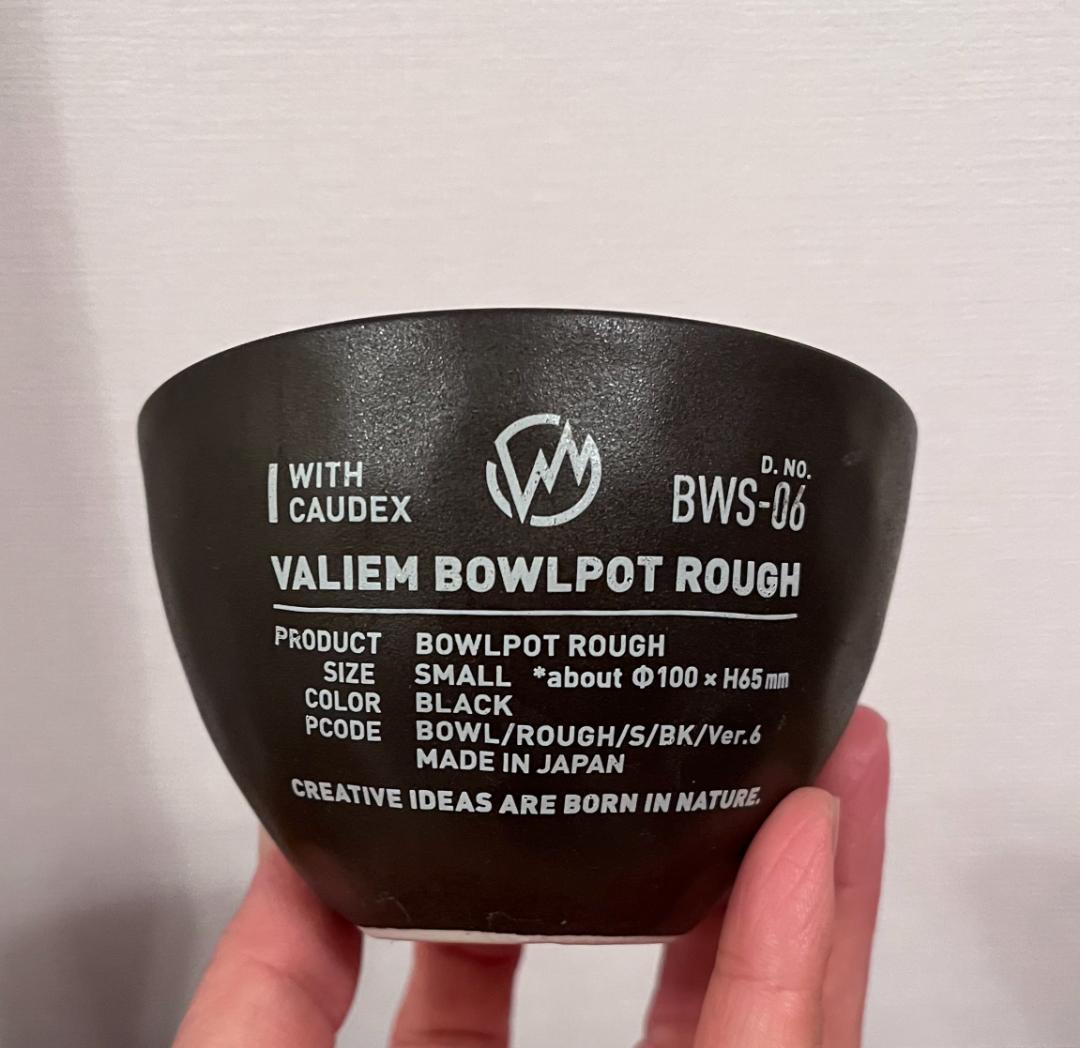 WITH
CAUDEX
D. NO.
BWS-06
VALIEM BOWLPOT ROUGH
PRODUCT BOWLPOT ROUGH
SIZE SMALL *about Φ100 × H65mm
COLOR BLACK
PCODE BOWL/ROUGH/S/BK/Ver.6
MADE IN JAPAN
CREATIVE IDEAS ARE BORN IN NATURE.